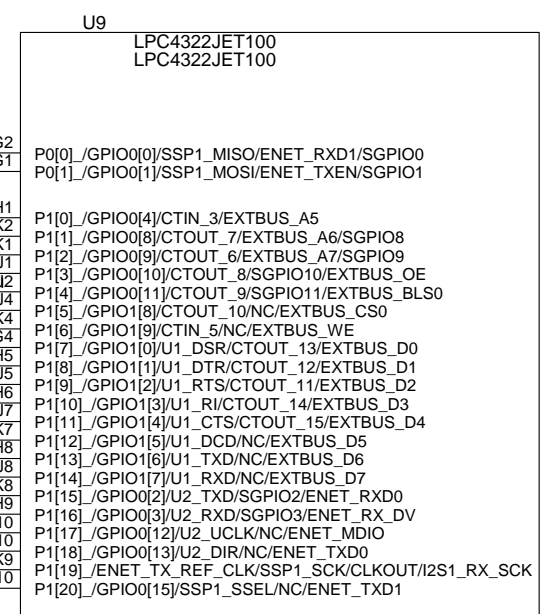 U9
LPC4322JET100
LPC4322JET100
P0[0]_/GPIO0[0]/SSP1_MISO/ENET_RXD1/SGPIO0
P0[1]_/GPIO0[1]/SSP1_MOSI/ENET_TXEN/SGPIO1
P1[0]_/GPIO0[4]/CTIN_3/EXTBUS_A5
P1[1]_/GPIO0[8]/CTOUT_7/EXTBUS_A6/SGPIO8
P1[2]_/GPIO0[9]/CTOUT_6/EXTBUS_A7/SGPIO9
P1[3]_/GPIO0[10]/CTOUT_8/SGPIO10/EXTBUS_OE
P1[4]_/GPIO0[11]/CTOUT_9/SGPIO11/EXTBUS_BLS0
P1[5]_/GPIO1[8]/CTOUT_10/NC/EXTBUS_CS0
P1[6]_/GPIO1[9]/CTIN_5/NC/EXTBUS_WE
P1[7]_/GPIO1[0]/U1_DSR/CTOUT_13/EXTBUS_D0
P1[8]_/GPIO1[1]/U1_DTR/CTOUT_12/EXTBUS_D1
P1[9]_/GPIO1[2]/U1_RTS/CTOUT_11/EXTBUS_D2
P1[10]_/GPIO1[3]/U1_RI/CTOUT_14/EXTBUS_D3
P1[11]_/GPIO1[4]/U1_CTS/CTOUT_15/EXTBUS_D4
P1[12]_/GPIO1[5]/U1_DCD/NC/EXTBUS_D5
P1[13]_/GPIO1[6]/U1_TXD/NC/EXTBUS_D6
P1[14]_/GPIO1[7]/U1_RXD/NC/EXTBUS_D7
P1[15]_/GPIO0[2]/U2_TXD/SGPIO2/ENET_RXD0
P1[16]_/GPIO0[3]/U2_RXD/SGPIO3/ENET_RX_DV
P1[17]_/GPIO0[12]/U2_UCLK/NC/ENET_MDIO
P1[18]_/GPIO0[13]/U2_DIR/NC/ENET_TXD0
P1[19]_/ENET_TX_REF_CLK/SSP1_SCK/CLKOUT/I2S1_RX_SCK
P1[20]_/GPIO0[15]/SSP1_SSEL/NC/ENET_TXD1